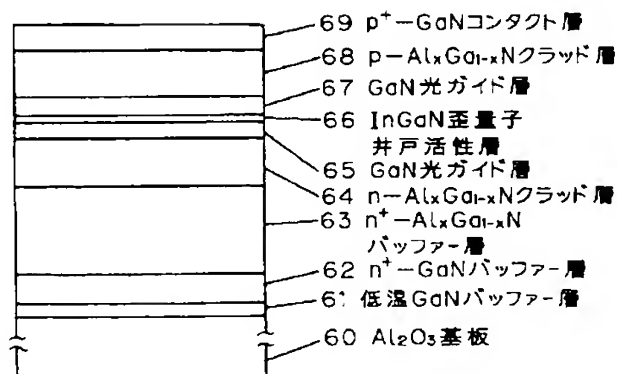 69 p⁺−GaNコンタクト層
68 p−AlₓGa₁₋ₓNクラッド層
67 GaN光ガイド層
66 InGaN歪量子
井戸活性層
65 GaN光ガイド層
64 n−AlₓGa₁₋ₓNクラッド層
63 n⁺−AlₓGa₁₋ₓN
バッファー層
62 n⁺−GaNバッファー層
61 低温GaNバッファー層
60 Al₂O₃基板